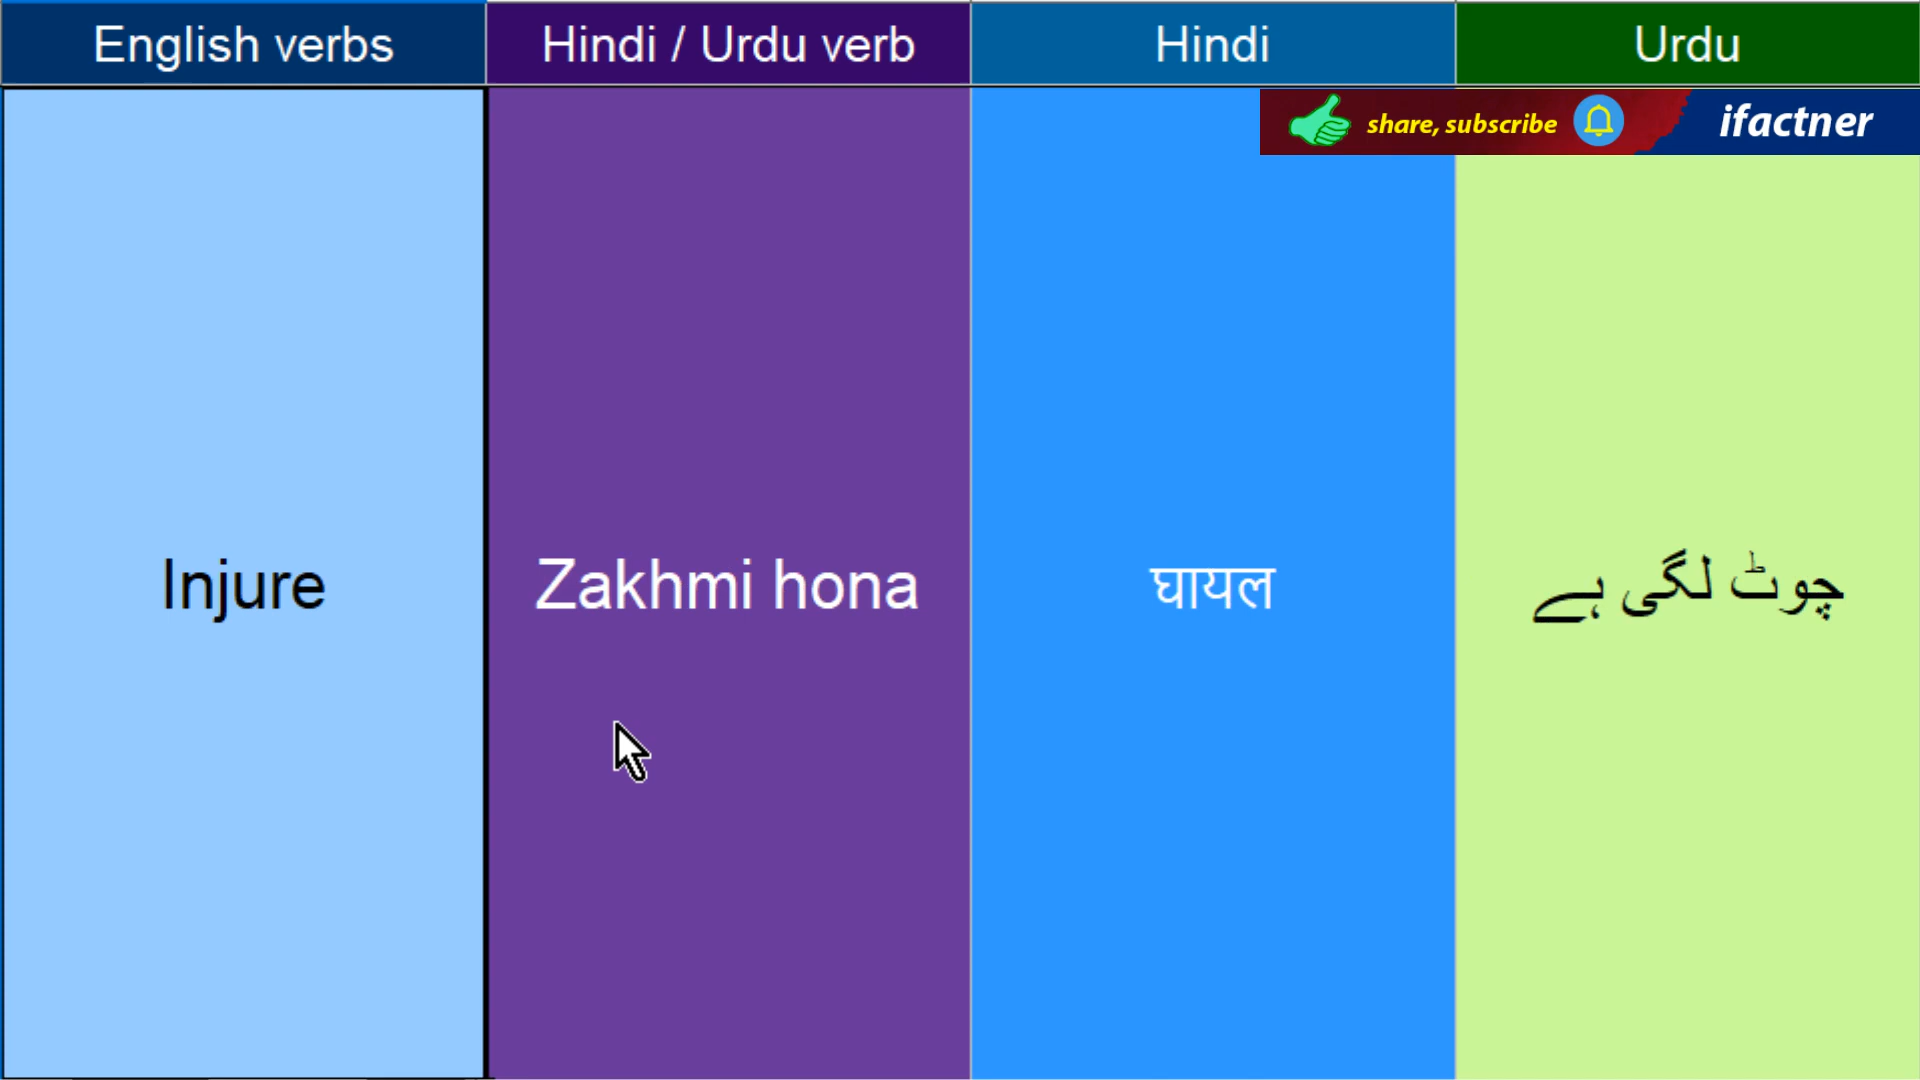 English verbs
Hindi / Urdu verb
Hindi
Urdu
share, subscribe
ifactner
Injure
Zakhmi hona
घायल
چوٹ لگی ہے